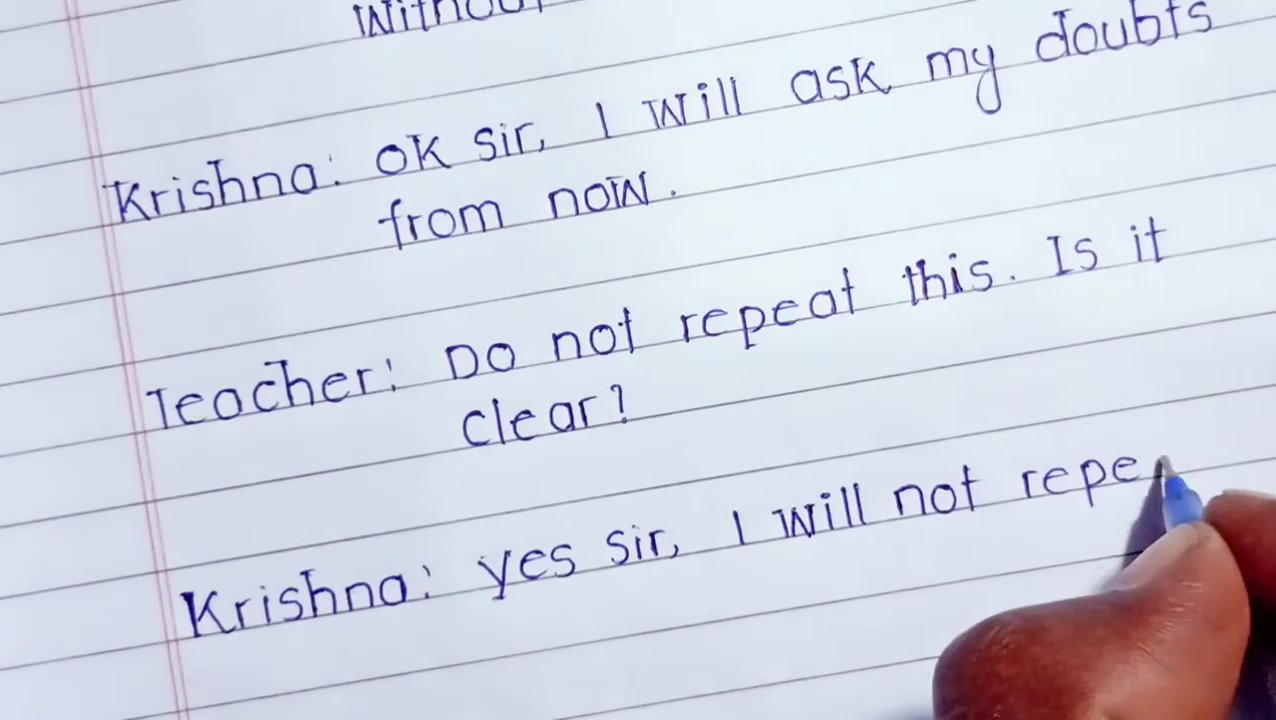 Without
Krishna: OK sir, I will ask my doubts
from now.
Teacher: Do not repeat this. Is it
clear?
Krishna: yes sir, I will not repe